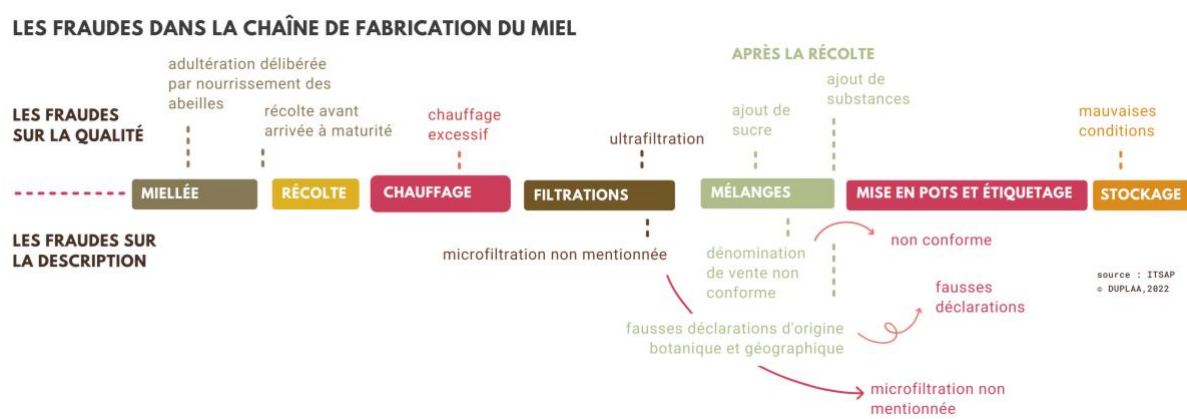 LES FRAUDES DANS LA CHAÎNE DE FABRICATION DU MIEL
APRÈS LA RÉCOLTE
LES FRAUDES
SUR LA QUALITÉ
adultération délibérée
par nourrissement des
abeilles
récolte avant
arrivée à maturité
chauffage
excessif
ultrafiltration
ajout de
sucre
ajout de
substances
mauvaises
conditions
MIELLÉE
RÉCOLTE
CHAUFFAGE
FILTRATIONS
MÉLANGES
MISE EN POTS ET ÉTIQUETAGE
STOCKAGE
LES FRAUDES SUR
LA DESCRIPTION
microfiltration non mentionnée
dénomination
de vente non
conforme
non conforme
fausses déclarations d'origine
botanique et géographique
fausses
déclarations
microfiltration non
mentionnée
source : ITSAP
© DUPLAA,2022